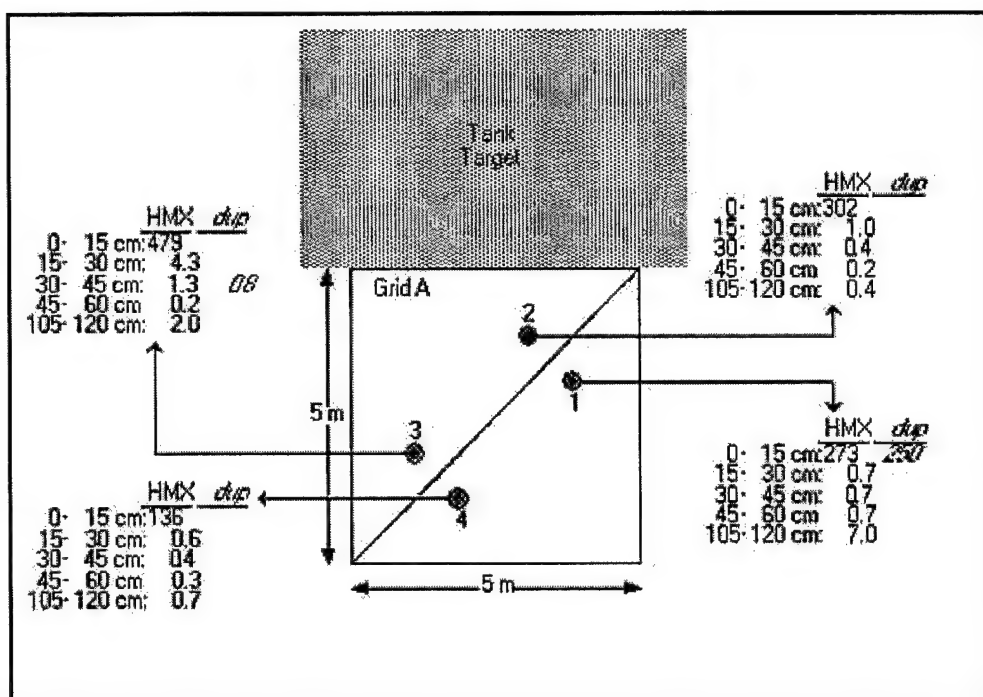 Tank
Target
HMX dup
0- 15 cm: 302
15- 30 cm: 1.0
30- 45 cm: 0.4
45- 60 cm 0.2
105- 120 cm: 0.4
HMX dup
0- 15 cm: 479
15- 30 cm: 4.3
30- 45 cm: 1.3 08
45- 60 cm 0.2
105- 120 cm: 2.0
Grid A
2
1
5 m
3
4
HMX dup
0- 15 cm: 273 250
15- 30 cm: 0.7
30- 45 cm: 0.7
45- 60 cm 0.7
105- 120 cm: 7.0
HMX dup
0- 15 cm: 136
15- 30 cm: 0.6
30- 45 cm: 0.4
45- 60 cm 0.3
105- 120 cm: 0.7
5 m